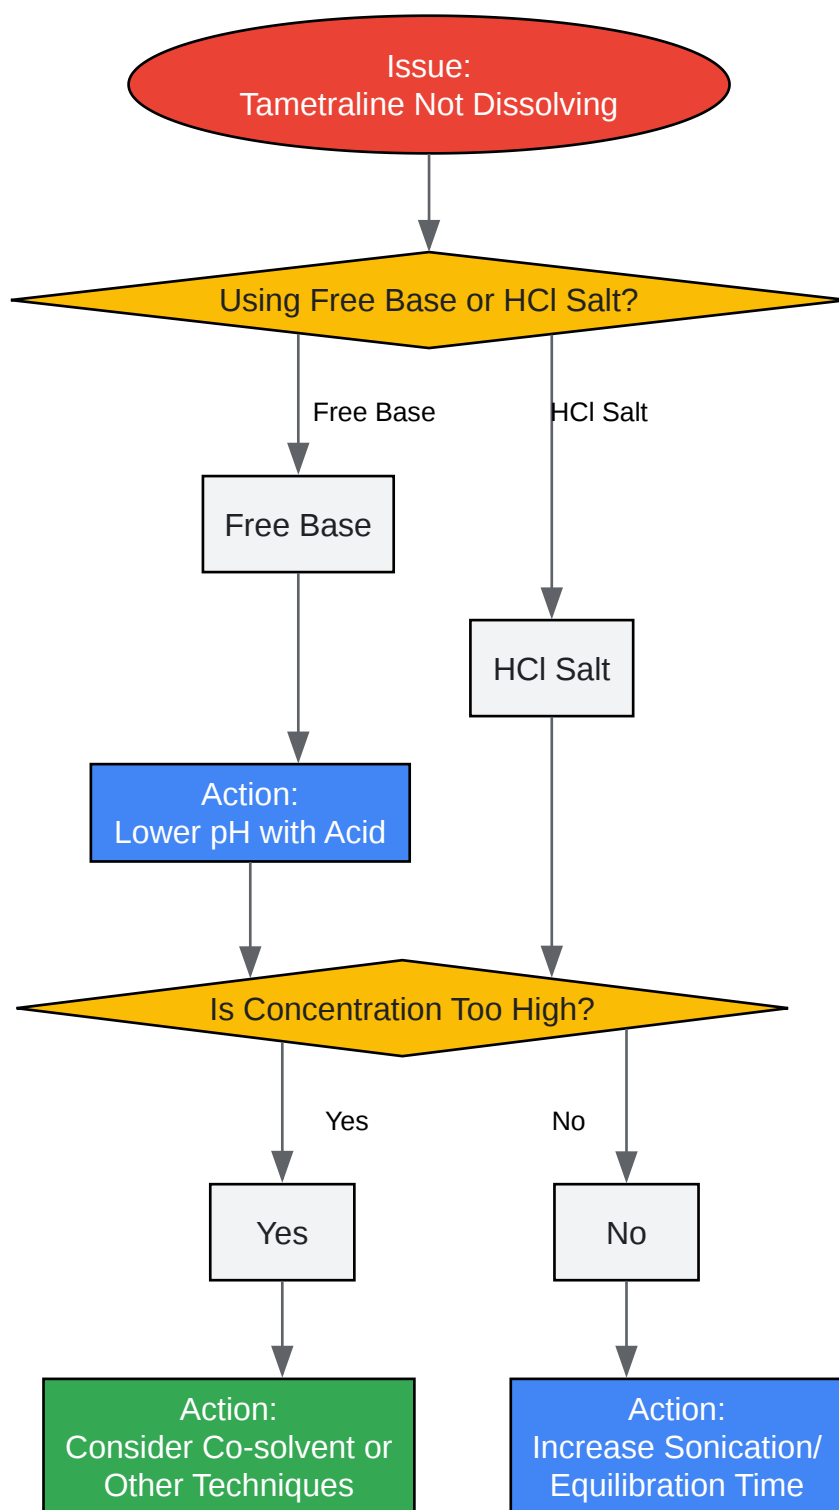 Issue:
Tametraline Not Dissolving
Using Free Base or HCl Salt?
Free Base
HCl Salt
Free Base
HCl Salt
Action:
Lower pH with Acid
Is Concentration Too High?
Yes
No
Yes
No
Action:
Consider Co-solvent or
Other Techniques
Action:
Increase Sonication/
Equilibration Time